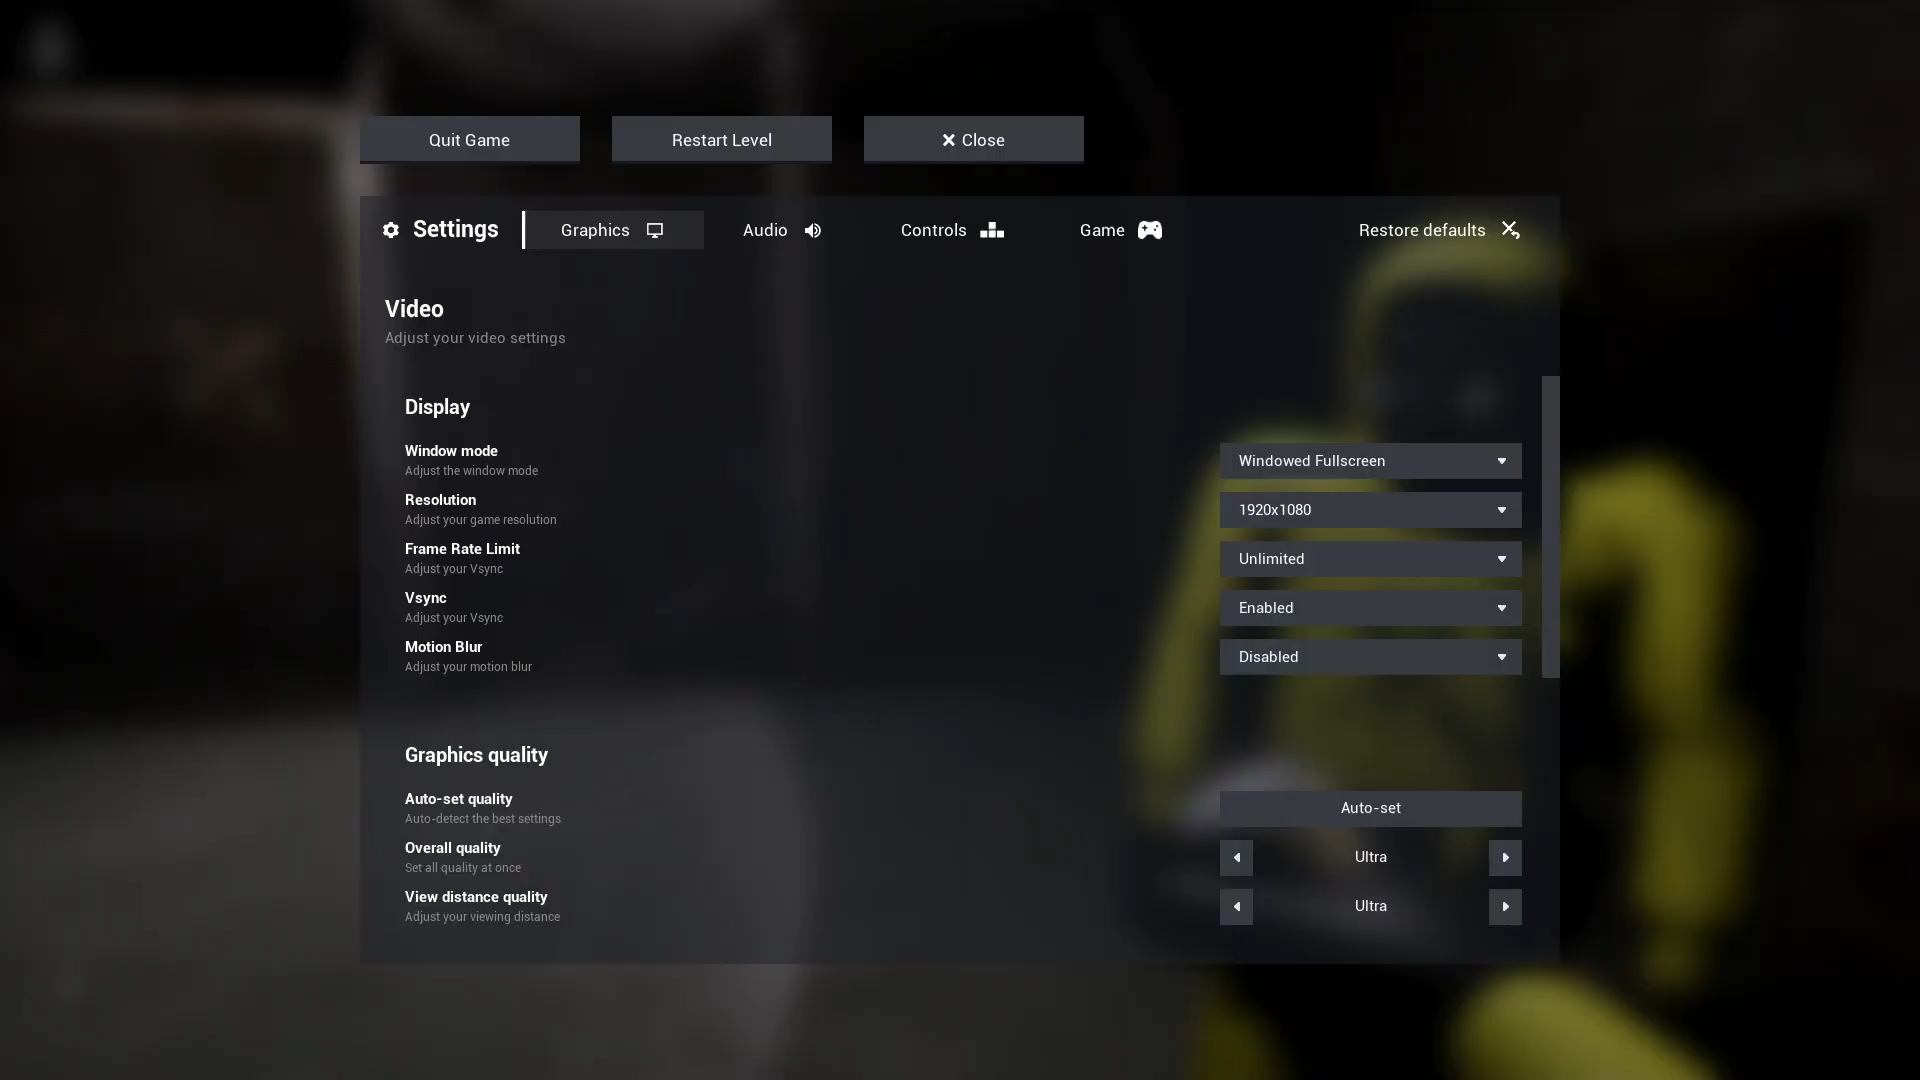 Quit Game
Restart Level
Close
Settings
Graphics
Audio
Controls
Game
Restore defaults
Video
Adjust your video settings
Display
Window mode
Windowed Fullscreen
Adjust the window mode
Resolution
1920x1080
Adjust your game resolution
Frame Rate Limit
Unlimited
Adjust your Vsync
Vsync
Enabled
Adjust your Vsync
Motion Blur
Disabled
Adjust your motion blur
Graphics quality
Auto-set quality
Auto-set
Auto-detect the best settings
Overall quality
Ultra
Set all quality at once
View distance quality
Ultra
Adjust your viewing distance